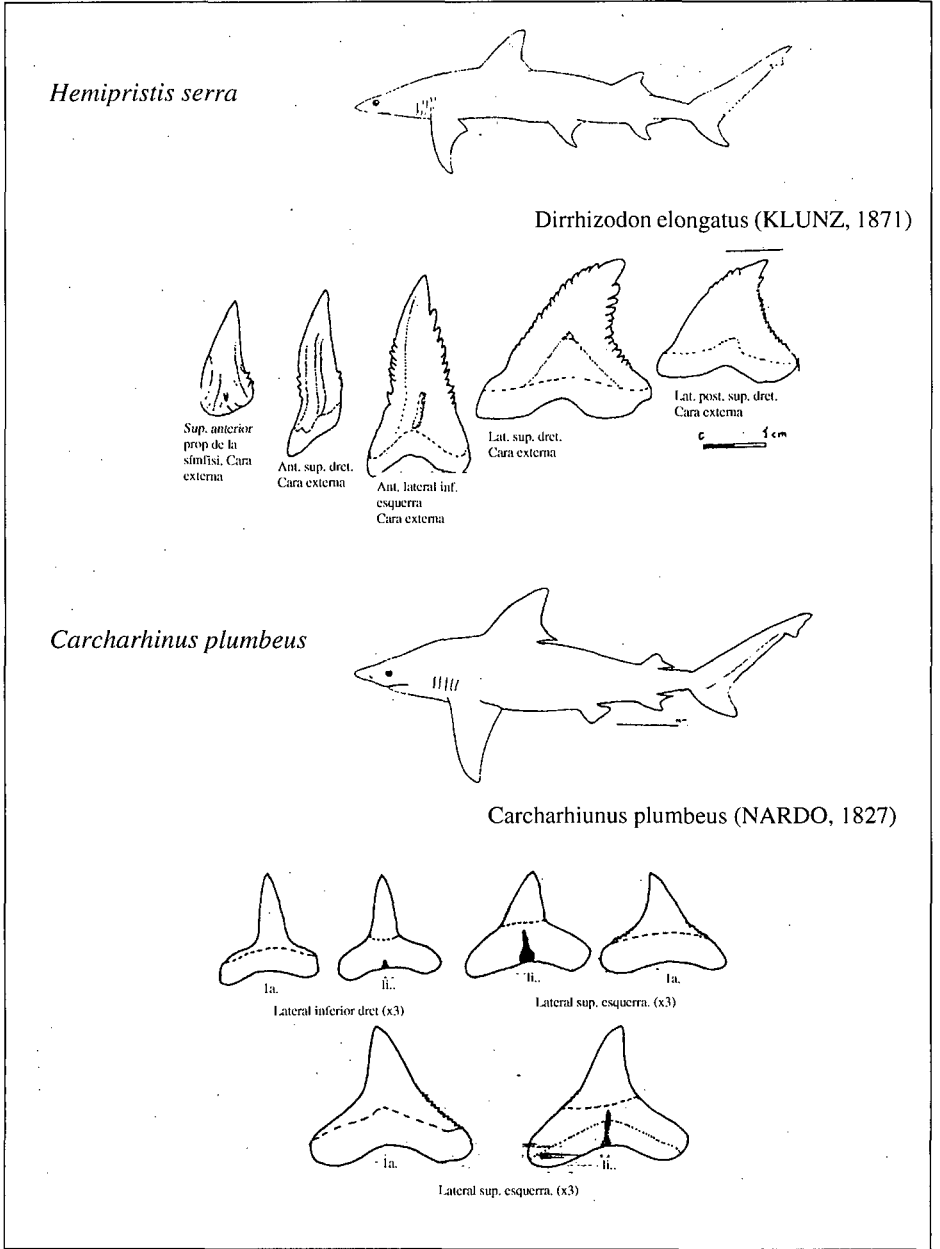 Hemipristis serra
Dirrhizodon elongatus (KLUNZ, 1871)
Sup. anterior
prop de la
símfisi. Cara
externa
Ant. sup. dret.
Cara externa
Ant. lateral inf.
esquerra
Cara externa
Lat. sup. dret.
Cara externa
Lat. post. sup. dret.
Cara externa
0 1 cm
Carcharhinus plumbeus
Carcharhiunus plumbeus (NARDO, 1827)
la. li..
Lateral inferior dret (x3)
li.. la.
Lateral sup. esquerra. (x3)
la. li..
Lateral sup. esquerra. (x3)